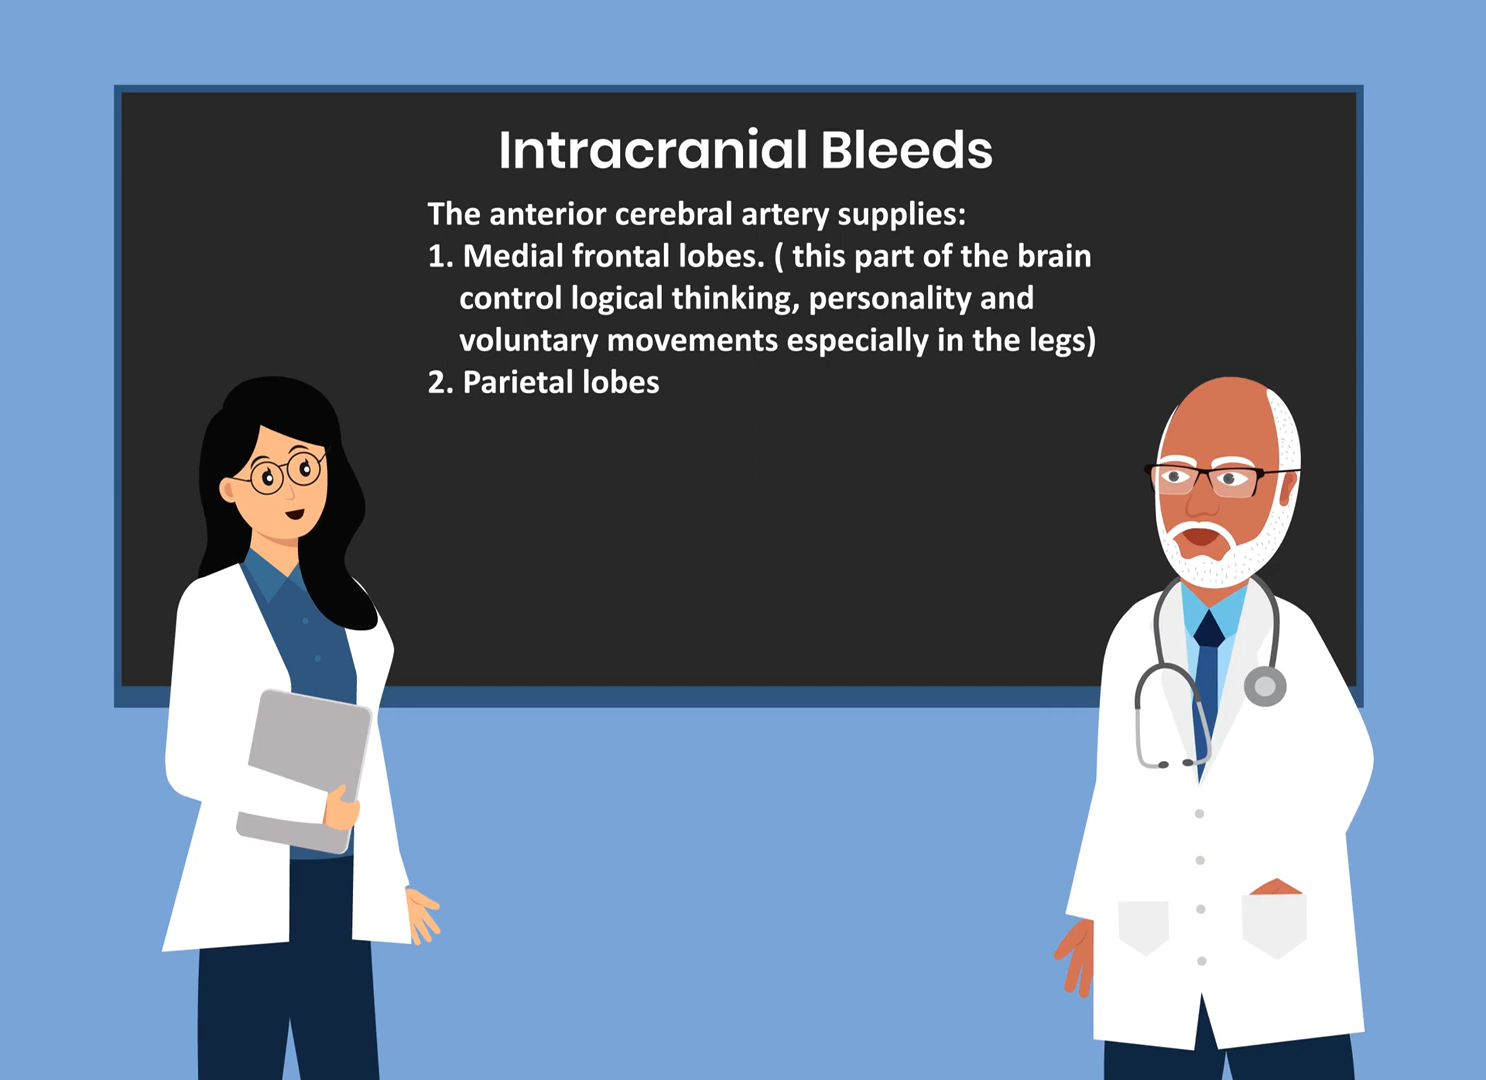 Intracranial Bleeds
The anterior cerebral artery supplies:
1. Medial frontal lobes. ( this part of the brain
control logical thinking, personality and
voluntary movements especially in the legs)
2. Parietal lobes